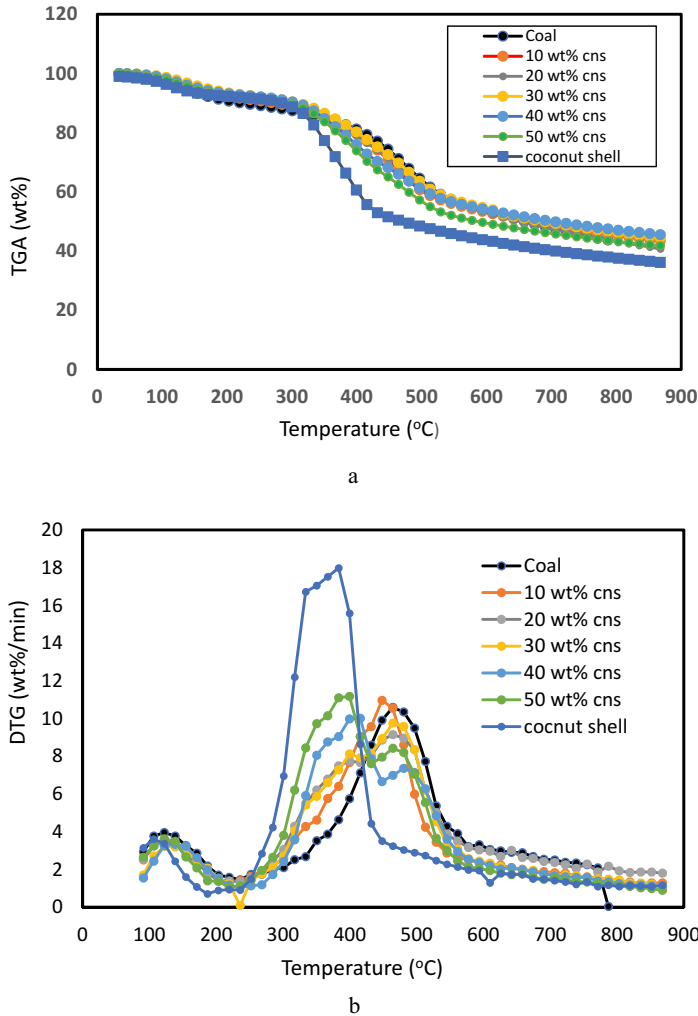 120
100
80
60
40
20
0
TGA (wt%)
Coal
10 wt% cns
20 wt% cns
30 wt% cns
40 wt% cns
50 wt% cns
coconut shell
0 100 200 300 400 500 600 700 800 900
Temperature (°C)
a
20
18
16
14
12
10
8
6
4
2
0
DTG (wt%/min)
Coal
10 wt% cns
20 wt% cns
30 wt% cns
40 wt% cns
50 wt% cns
cocnut shell
0 100 200 300 400 500 600 700 800 900
Temperature (°C)
b